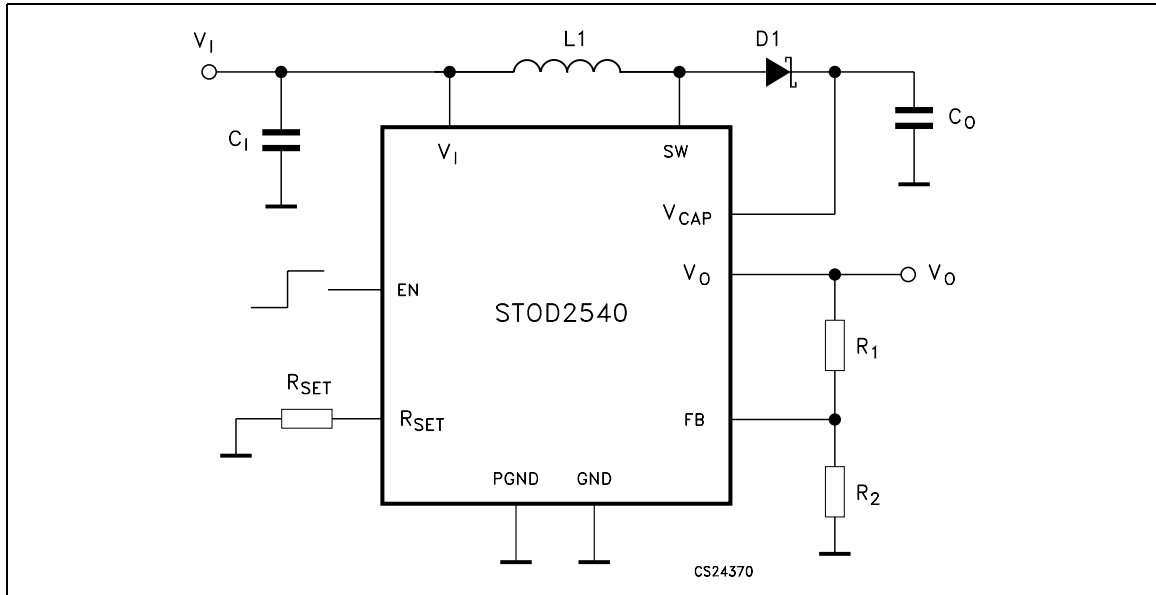 V_I L1 D1
C_O
C_I
V_I SW
V_CAP
V_O V_O
EN
STOD2540
R_1
R_SET
R_SET FB
PGND GND
R_2
CS24370